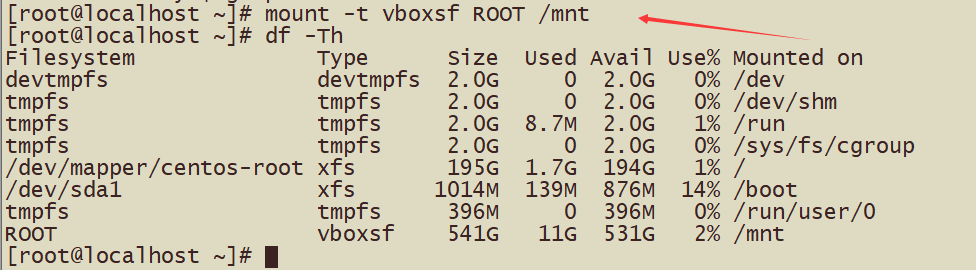 [root@localhost ~]# mount -t vboxsf ROOT /mnt
[root@localhost ~]# df -Th
Filesystem Type Size Used Avail Use% Mounted on
devtmpfs devtmpfs 2.0G 0 2.0G 0% /dev
tmpfs tmpfs 2.0G 0 2.0G 0% /dev/shm
tmpfs tmpfs 2.0G 8.7M 2.0G 1% /run
tmpfs tmpfs 2.0G 0 2.0G 0% /sys/fs/cgroup
/dev/mapper/centos-root xfs 195G 1.7G 194G 1% /
/dev/sda1 xfs 1014M 139M 876M 14% /boot
tmpfs tmpfs 396M 0 396M 0% /run/user/0
ROOT vboxsf 541G 11G 531G 2% /mnt
[root@localhost ~]#